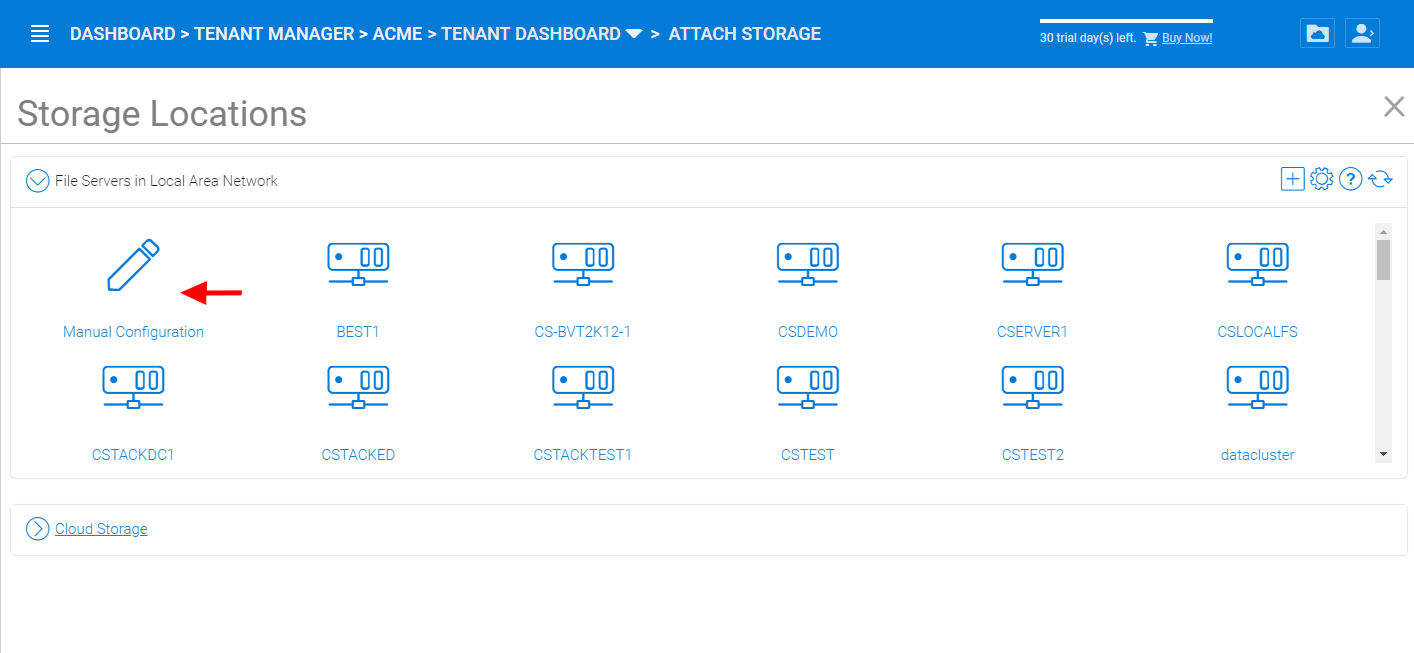 DASHBOARD > TENANT MANAGER > ACME > TENANT DASHBOARD > ATTACH STORAGE
30 trial day(s) left. Buy Now!
Storage Locations
File Servers in Local Area Network
Manual Configuration BEST1 CS-BVT2K12-1 CSDEMO CSERVER1 CSLOCALFS
CSTACKDC1 CSTACKED CSTACKTEST1 CSTEST CSTEST2 datacluster
Cloud Storage